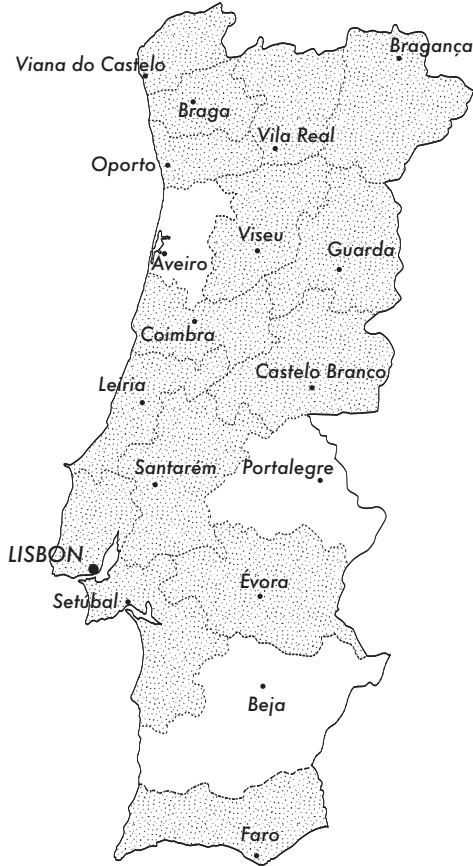 Bragança
Viana do Castelo
Braga
Vila Real
Oporto
Viseu
Guarda
Aveiro
Coimbra
Castelo Branco
Leiria
Santarém
Portalegre
LISBON
Évora
Setúbal
Beja
Faro